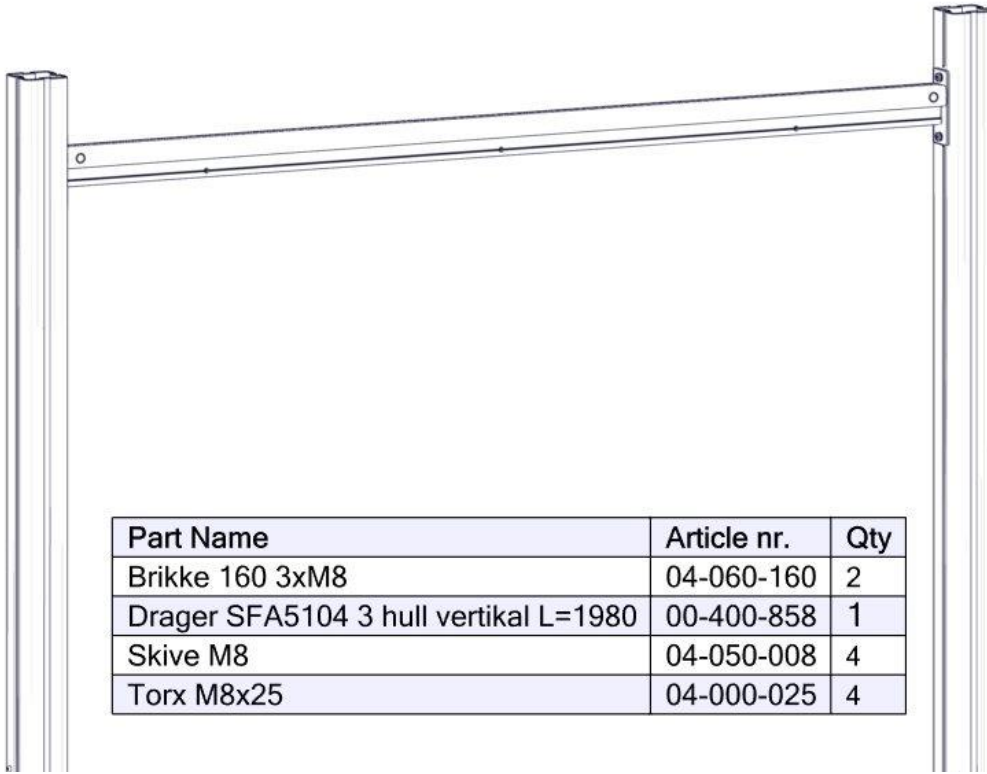 Part Name Article nr. Qty
Brikke 160 3xM8 04-060-160 2
Drager SFA5104 3 hull vertikal L=1980 00-400-858 1
Skive M8 04-050-008 4
Torx M8x25 04-000-025 4